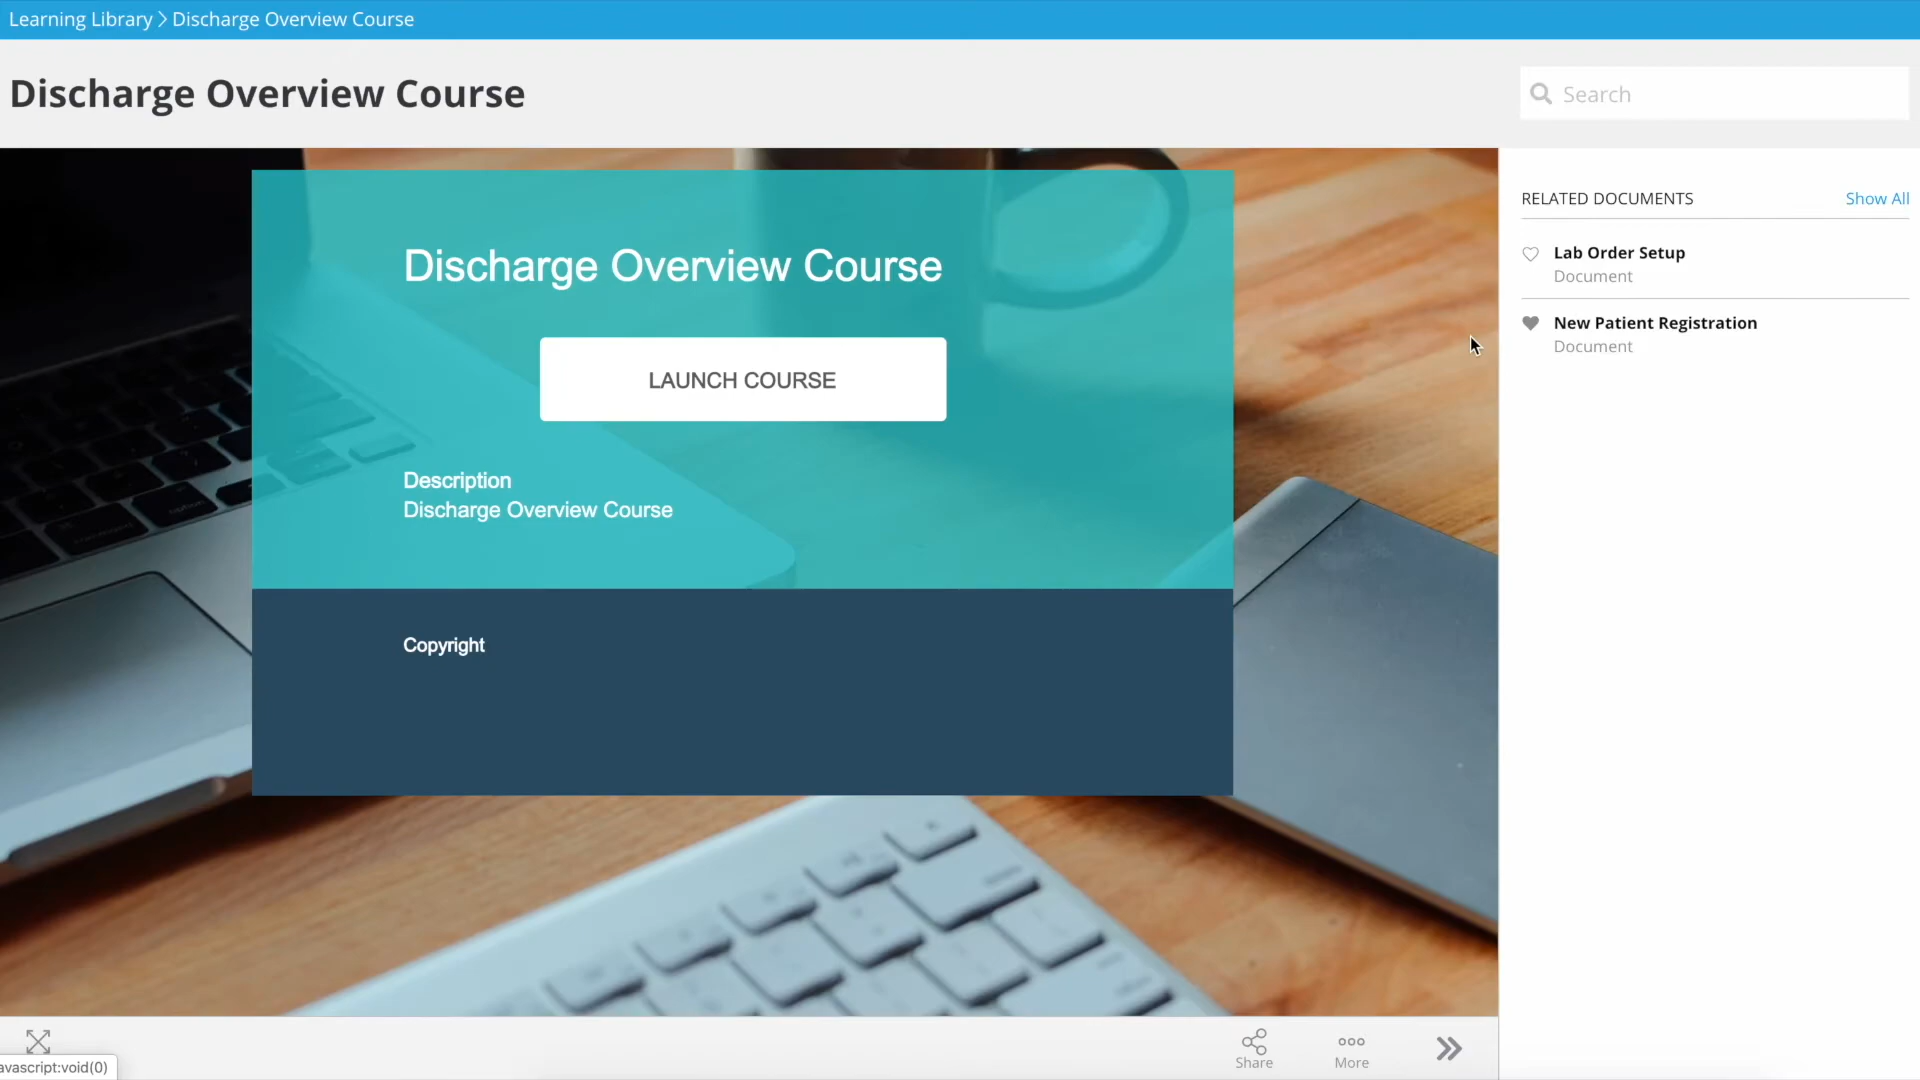 Learning Library > Discharge Overview Course
Discharge Overview Course
Search
Discharge Overview Course
LAUNCH COURSE
Description
Discharge Overview Course
Copyright
RELATED DOCUMENTS
Show All
Lab Order Setup
Document
New Patient Registration
Document
Share
More
avascript:void(0)